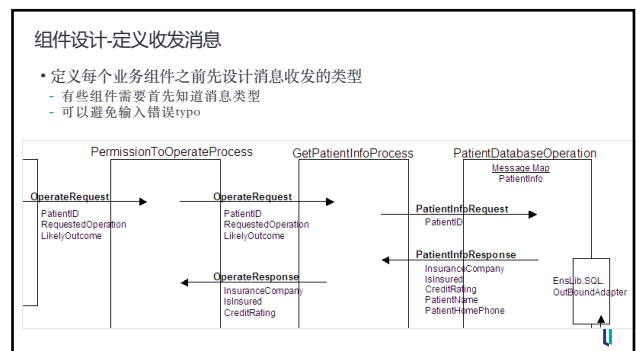 组件设计-定义收发消息
• 定义每个业务组件之前先设计消息收发的类型
- 有些组件需要首先知道消息类型
- 可以避免输入错误typo
PermissionToOperateProcess
GetPatientInfoProcess
PatientDatabaseOperation
Message Map
PatientInfo
OperateRequest
PatientID
RequestedOperation
LikelyOutcome
OperateRequest
PatientID
RequestedOperation
LikelyOutcome
PatientInfoRequest
PatientID
OperateResponse
InsuranceCompany
IsInsured
CreditRating
PatientInfoResponse
InsuranceCompany
IsInsured
CreditRating
PatientName
PatientHomePhone
EnsLib.SQL.
OutBoundAdapter